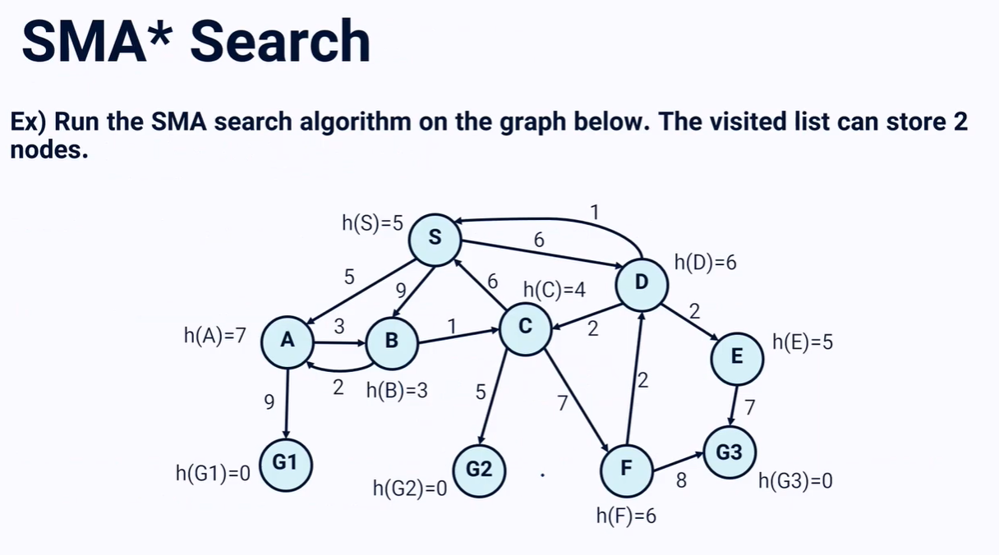 SMA* Search
Ex) Run the SMA search algorithm on the graph below. The visited list can store 2
nodes.
1
h(S)=5
S
6
h(D)=6
5
9
6
h(C)=4
D
2
2
h(A)=7
A
3
B
1
C
E
h(E)=5
2
h(B)=3
5
7
2
7
9
G1
G2
F
G3
h(G1)=0
h(G2)=0
8
h(G3)=0
h(F)=6